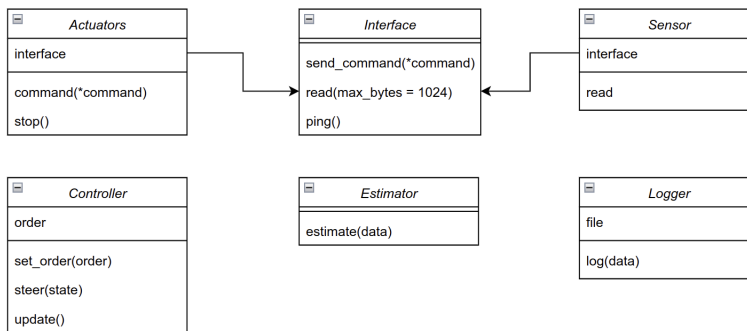 Actuators
interface
command(*command)
stop()
Interface
send_command(*command)
read(max_bytes = 1024)
ping()
Sensor
interface
read
Controller
order
set_order(order)
steer(state)
update()
Estimator
estimate(data)
Logger
file
log(data)